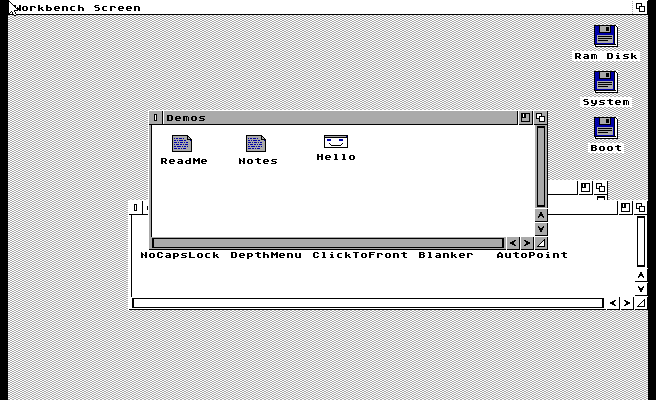 Workbench Screen
Ram Disk
System
Boot
Demos
ReadMe Notes Hello
NoCapsLock DepthMenu ClickToFront Blanker AutoPoint